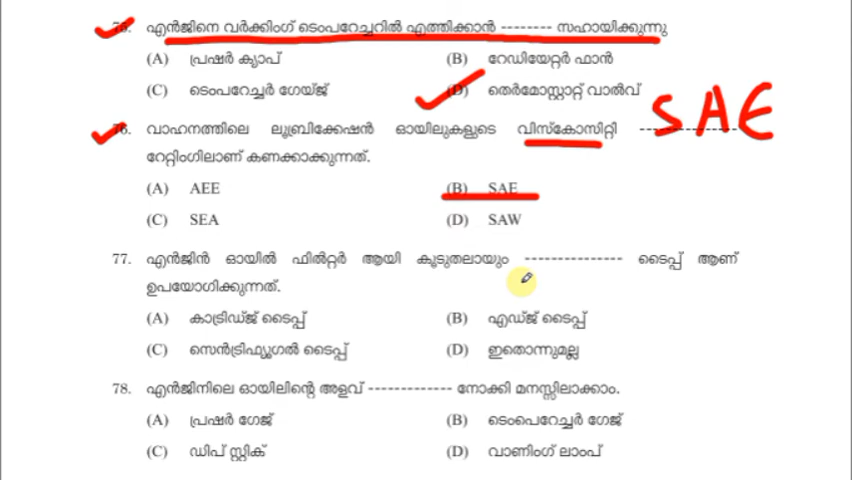 75. എൻജിനെ വർക്കിംഗ് ടെംപറേച്ചറിൽ എത്തിക്കാൻ -------- സഹായിക്കുന്നു
(A) പ്രഷർ ക്യാപ് (B) റേഡിയേറ്റർ ഫാൻ
(C) ടെംപറേച്ചർ ഗേയ്ജ് (D) തെർമോസ്റ്റാറ്റ് വാൽവ്
SAE
76. വാഹനത്തിലെ ലൂബ്രിക്കേഷൻ ഓയിലുകളുടെ വിസ്കോസിറ്റി ---------------
റേറ്റിംഗിലാണ് കണക്കാക്കുന്നത്.
(A) AEE (B) SAE
(C) SEA (D) SAW
77. എൻജിൻ ഓയിൽ ഫിൽറ്റർ ആയി കൂടുതലായും --------------- ടൈപ്പ് ആണ്
ഉപയോഗിക്കുന്നത്.
(A) കാട്രിഡ്ജ് ടൈപ്പ് (B) എഡ്ജ് ടൈപ്പ്
(C) സെൻട്രിഫ്യൂഗൽ ടൈപ്പ് (D) ഇതൊന്നുമല്ല
78. എൻജിനിലെ ഓയിലിന്റെ അളവ് ------------- നോക്കി മനസ്സിലാക്കാം.
(A) പ്രഷർ ഗേജ് (B) ടെംപെറേച്ചർ ഗേജ്
(C) ഡിപ് സ്റ്റിക് (D) വാണിംഗ് ലാംപ്